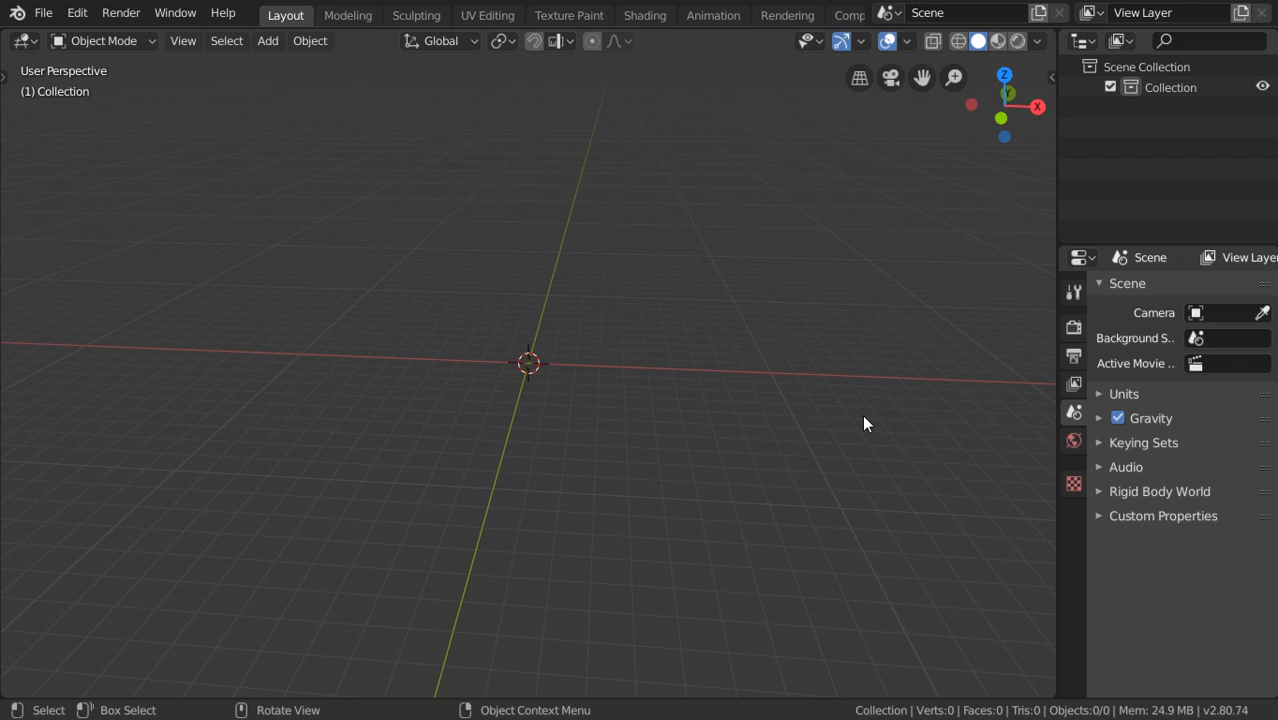 File Edit Render Window Help Layout Modeling Sculpting UV Editing Texture Paint Shading Animation Rendering Comp Scene View Layer
Object Mode View Select Add Object Global
User Perspective
(1) Collection
Z
Y
X
Scene Collection
Collection
Scene View Layer
Scene
Camera
Background S..
Active Movie ..
Units
Gravity
Keying Sets
Audio
Rigid Body World
Custom Properties
Select Box Select Rotate View Object Context Menu Collection | Verts:0 | Faces:0 | Tris:0 | Objects:0/0 | Mem: 24.9 MB | v2.80.74